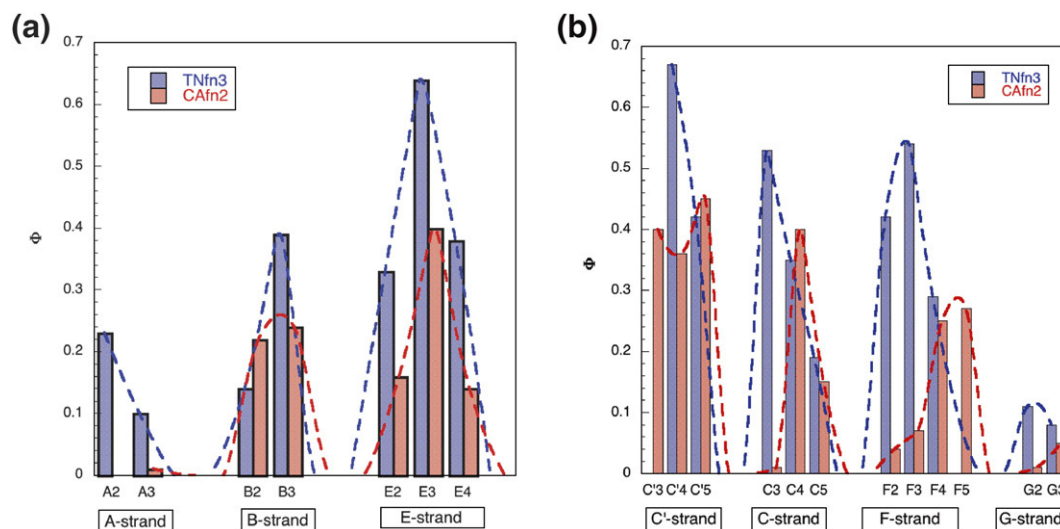 (a)
0.7
TNfn3
CAfn2
0.6
0.5
0.4
Φ
0.3
0.2
0.1
0
A2 A3 B2 B3 E2 E3 E4
A-strand B-strand E-strand
(b)
0.7
TNfn3
CAfn2
0.6
0.5
0.4
Φ
0.3
0.2
0.1
0
C'3 C'4 C'5 C3 C4 C5 F2 F3 F4 F5 G2 G3
C'-strand C-strand F-strand G-strand